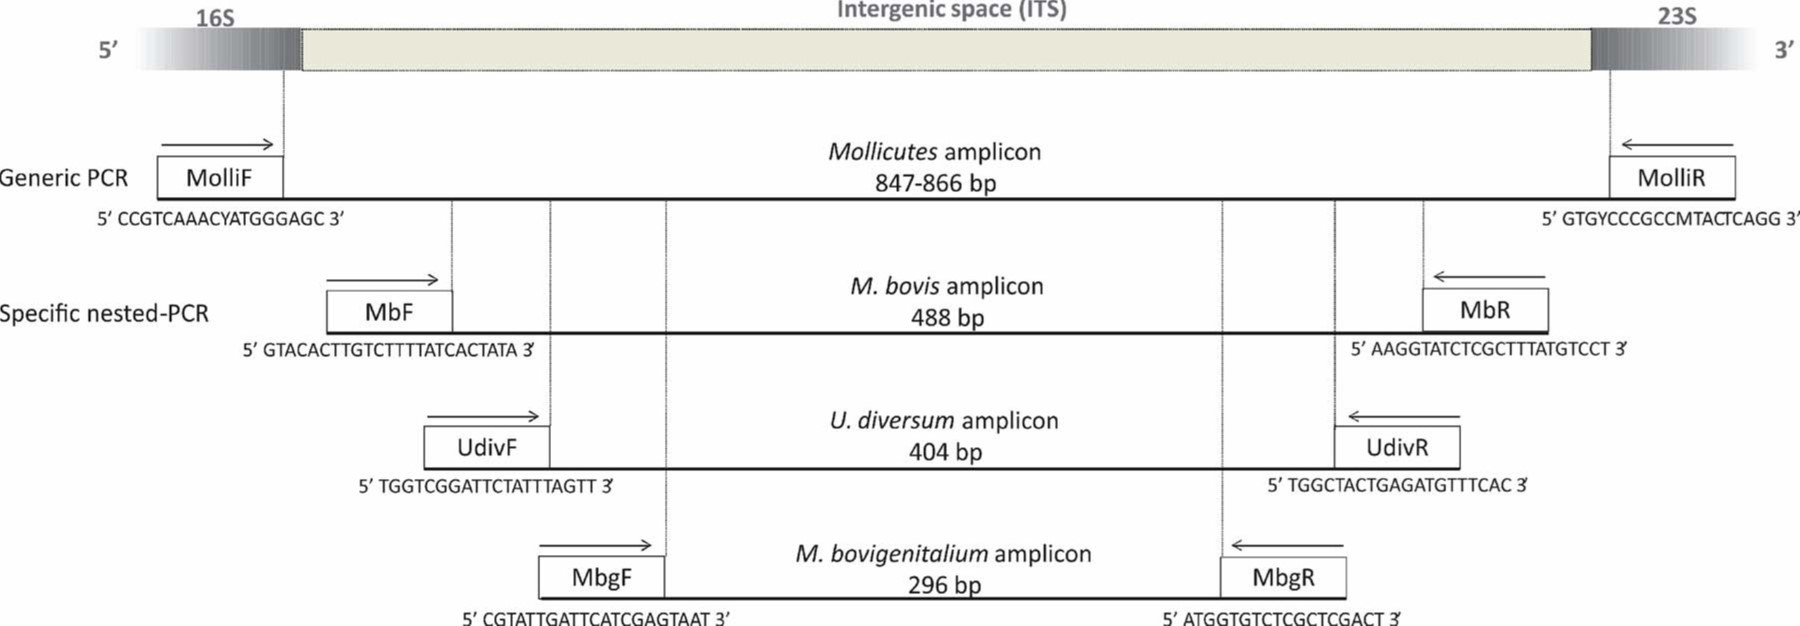 Intergenic space (ITS)
16S
23S
5’
3’
Mollicutes amplicon
847-866 bp
Generic PCR
MolliF
MolliR
5’ CCGTCAAACYATGGGAGC 3’
5’ GTGYCCCGCCMTACTCAGG 3’
M. bovis amplicon
488 bp
Specific nested-PCR
MbF
MbR
5’ GTACACTTGTCTTTTATCACTATA 3’
5’ AAGGTATCTCGCTTTATGTCCT 3’
U. diversum amplicon
404 bp
UdivF
UdivR
5’ TGGTCGGATTCTATTTAGTT 3’
5’ TGGCTACTGAGATGTTTCAC 3’
M. bovigenitalium amplicon
296 bp
MbgF
MbgR
5’ CGTATTGATTCATCGAGTAAT 3’
5’ ATGGTGTCTCGCTCGACT 3’